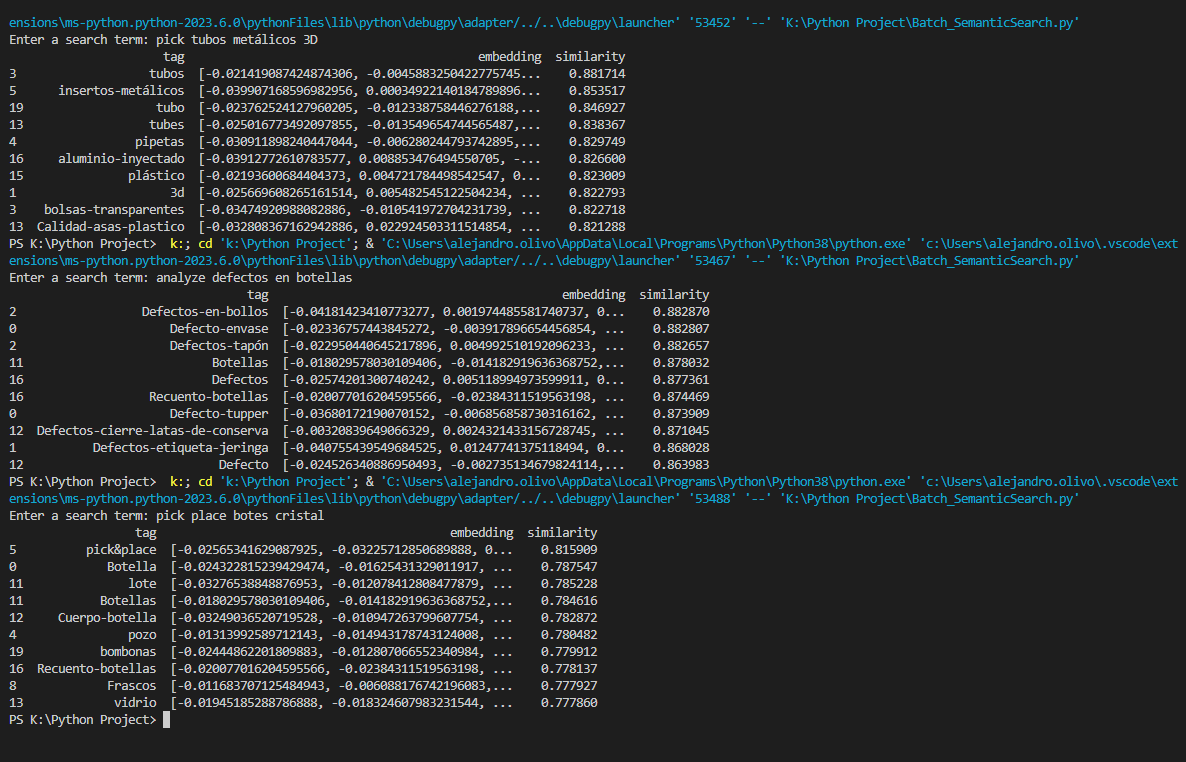 ensions\ms-python.python-2023.6.0\pythonFiles\lib\python\debugpy\adapter/../..\debugpy\launcher' '53452' '--' 'K:\Python Project\Batch_SemanticSearch.py'
Enter a search term: pick tubos metálicos 3D
tag embedding similarity
3 tubos [-0.021419087424874306, -0.0045883250422775745... 0.881714
5 insertos-metálicos [-0.039907168596982956, 0.00034922140184789896... 0.853517
19 tubo [-0.023762524127960205, -0.012338758446276188,... 0.846927
13 tubes [-0.025016773492097855, -0.013549654744565487,... 0.838367
4 pipetas [-0.030911898240447044, -0.006280244793742895,... 0.829749
16 aluminio-inyectado [-0.03912772610783577, 0.008853476494550705, -... 0.826600
15 plástico [-0.02193600684404373, 0.004721784498542547, 0... 0.823009
1 3d [-0.025669608265161514, 0.005482545122504234, ... 0.822793
3 bolsas-transparentes [-0.03474920988082886, -0.010541972704231739, ... 0.822718
13 Calidad-asas-plastico [-0.032808367162942886, 0.022924503311514854, ... 0.821288
PS K:\Python Project> k:; cd 'k:\Python Project'; & 'C:\Users\alejandro.olivo\AppData\Local\Programs\Python\Python38\python.exe' 'c:\Users\alejandro.olivo\.vscode\ext
ensions\ms-python.python-2023.6.0\pythonFiles\lib\python\debugpy\adapter/../..\debugpy\launcher' '53467' '--' 'K:\Python Project\Batch_SemanticSearch.py'
Enter a search term: analyze defectos en botellas
tag embedding similarity
2 Defectos-en-bollos [-0.04181423410773277, 0.001974485581740737, 0... 0.882870
0 Defecto-envase [-0.02336757443845272, -0.003917896654456854, ... 0.882807
2 Defectos-tapón [-0.022950440645217896, 0.004992510192096233, ... 0.882657
11 Botellas [-0.018029578030109406, -0.014182919636368752,... 0.878032
16 Defectos [-0.02574201300740242, 0.005118994973599911, 0... 0.877361
16 Recuento-botellas [-0.020077016204595566, -0.02384311519563198, ... 0.874469
0 Defecto-tupper [-0.03680172190070152, -0.006856858730316162, ... 0.873909
12 Defectos-cierre-latas-de-conserva [-0.00320839649066329, 0.0024321433156728745, ... 0.871045
1 Defectos-etiqueta-jeringa [-0.040755439549684525, 0.01247741375118494, 0... 0.868028
12 Defecto [-0.024526340886950493, -0.002735134679824114,... 0.863983
PS K:\Python Project> k:; cd 'k:\Python Project'; & 'C:\Users\alejandro.olivo\AppData\Local\Programs\Python\Python38\python.exe' 'c:\Users\alejandro.olivo\.vscode\ext
ensions\ms-python.python-2023.6.0\pythonFiles\lib\python\debugpy\adapter/../..\debugpy\launcher' '53488' '--' 'K:\Python Project\Batch_SemanticSearch.py'
Enter a search term: pick place botes cristal
tag embedding similarity
5 pick&place [-0.02565341629087925, -0.03225712850689888, 0... 0.815909
0 Botella [-0.024322815239429474, -0.01625431329011917, ... 0.787547
11 lote [-0.03276538848876953, -0.012078412808477879, ... 0.785228
11 Botellas [-0.018029578030109406, -0.014182919636368752,... 0.784616
12 Cuerpo-botella [-0.03249036520719528, -0.010947263799607754, ... 0.782872
4 pozo [-0.01313992589712143, -0.014943178743124008, ... 0.780482
19 bombonas [-0.02444862201809883, -0.012807066552340984, ... 0.779912
16 Recuento-botellas [-0.020077016204595566, -0.02384311519563198, ... 0.778137
8 Frascos [-0.011683707125484943, -0.006088176742196083,... 0.777927
13 vidrio [-0.01945185288786888, -0.018324607983231544, ... 0.777860
PS K:\Python Project>